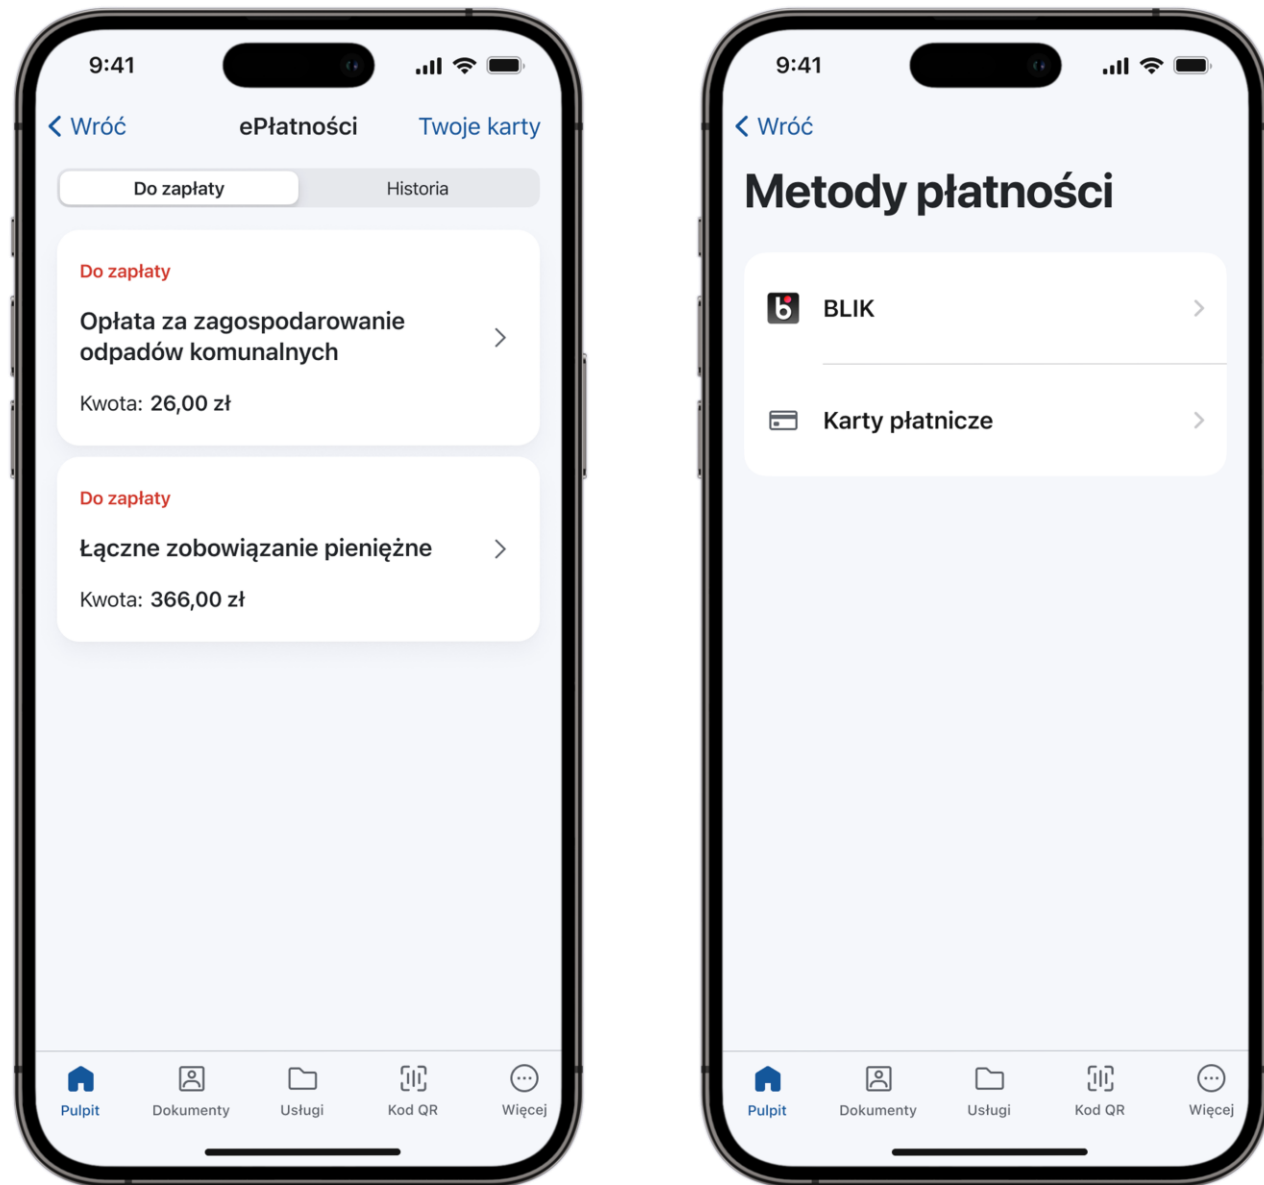 9:41
Wróć
ePłatności
Twoje karty
Do zapłaty
Historia
Do zapłaty
Opłata za zagospodarowanie
odpadów komunalnych
Kwota: 26,00 zł
Do zapłaty
Łączne zobowiązanie pieniężne
Kwota: 366,00 zł
Pulpit
Dokumenty
Usługi
Kod QR
Więcej
9:41
Wróć
Metody płatności
BLIK
Karty płatnicze
Pulpit
Dokumenty
Usługi
Kod QR
Więcej